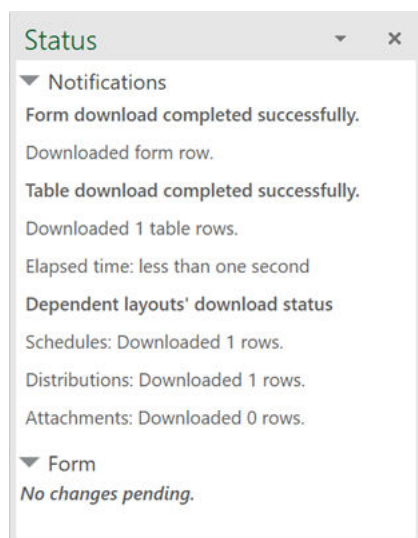 Status
Notifications
Form download completed successfully.
Downloaded form row.
Table download completed successfully.
Downloaded 1 table rows.
Elapsed time: less than one second
Dependent layouts' download status
Schedules: Downloaded 1 rows.
Distributions: Downloaded 1 rows.
Attachments: Downloaded 0 rows.
Form
No changes pending.